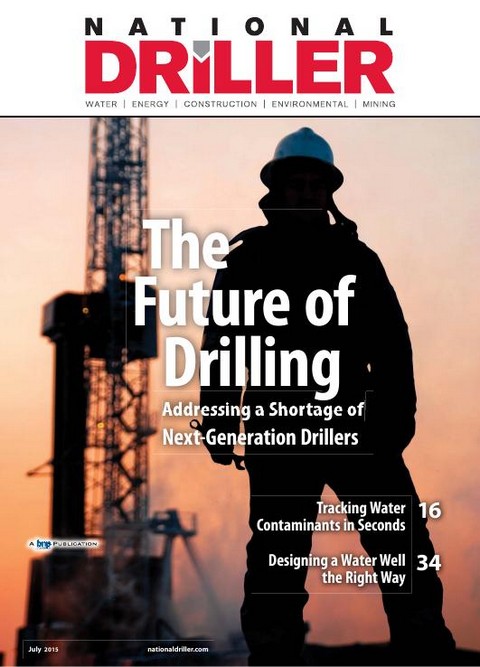 NATIONAL
DRiLLER
WATER | ENERGY | CONSTRUCTION | ENVIRONMENTAL | MINING
The
Future of
Drilling
Addressing a Shortage of
Next-Generation Drillers
Tracking Water 16
Contaminants in Seconds
Designing a Water Well 34
the Right Way
A bnp PUBLICATION
July 2015
nationaldriller.com